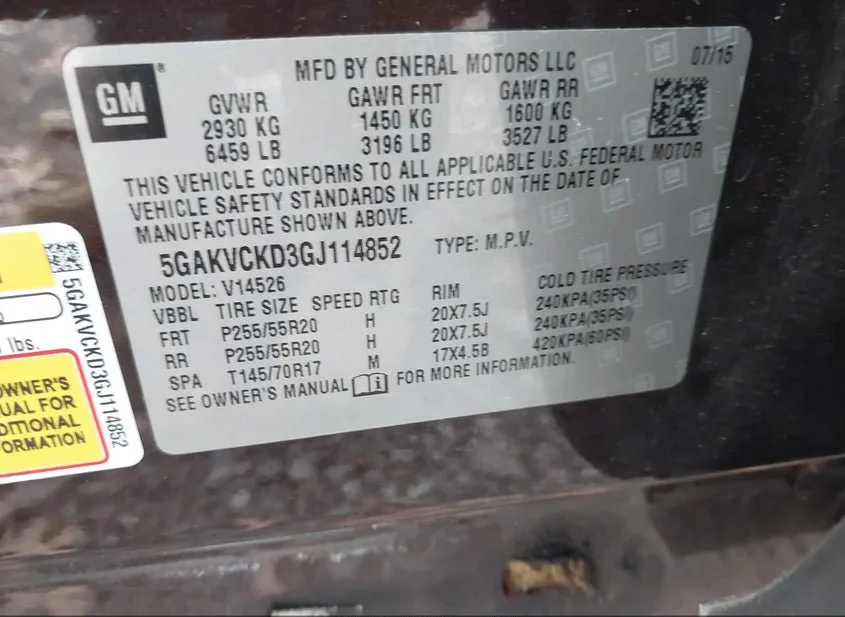 GM
MFD BY GENERAL MOTORS LLC
07/15
GVWR GAWR FRT GAWR RR
2930 KG 1450 KG 1600 KG
6459 LB 3196 LB 3527 LB
THIS VEHICLE CONFORMS TO ALL APPLICABLE U.S. FEDERAL MOTOR
VEHICLE SAFETY STANDARDS IN EFFECT ON THE DATE OF
MANUFACTURE SHOWN ABOVE.
5GAKVCKD3GJ114852 TYPE: M.P.V.
MODEL: V14526
VBBL TIRE SIZE SPEED RTG RIM COLD TIRE PRESSURE
FRT P255/55R20 H 20X7.5J 240KPA(35PSI)
RR P255/55R20 H 20X7.5J 240KPA(35PSI)
SPA T145/70R17 M 17X4.5B 420KPA(60PSI)
SEE OWNER'S MANUAL FOR MORE INFORMATION.
5GAKVCKD3GJ114852
lbs.
OWNER'S
UAL FOR
DITIONAL
FORMATION